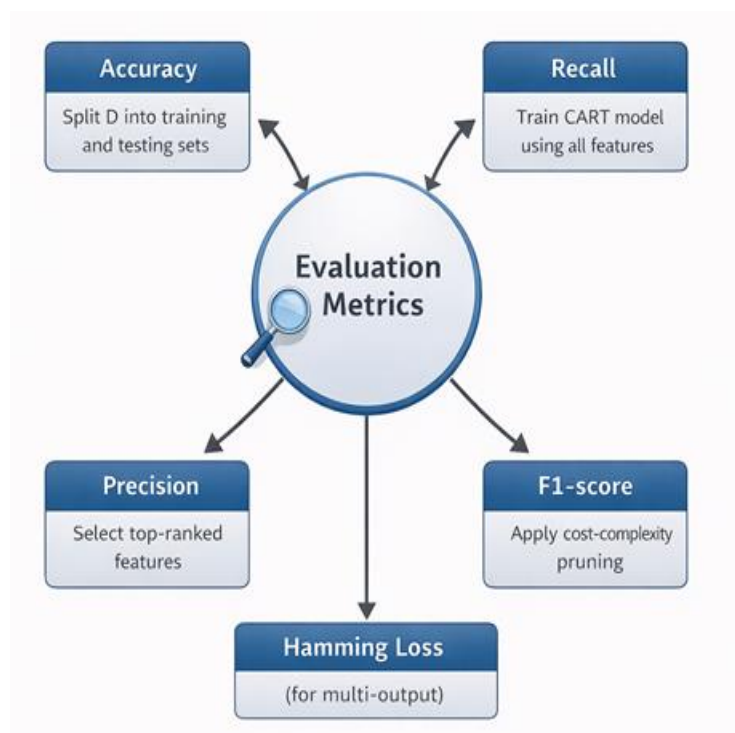 Accuracy
Split D into training
and testing sets
Recall
Train CART model
using all features
Evaluation
Metrics
Precision
Select top-ranked
features
F1-score
Apply cost-complexity
pruning
Hamming Loss
(for multi-output)